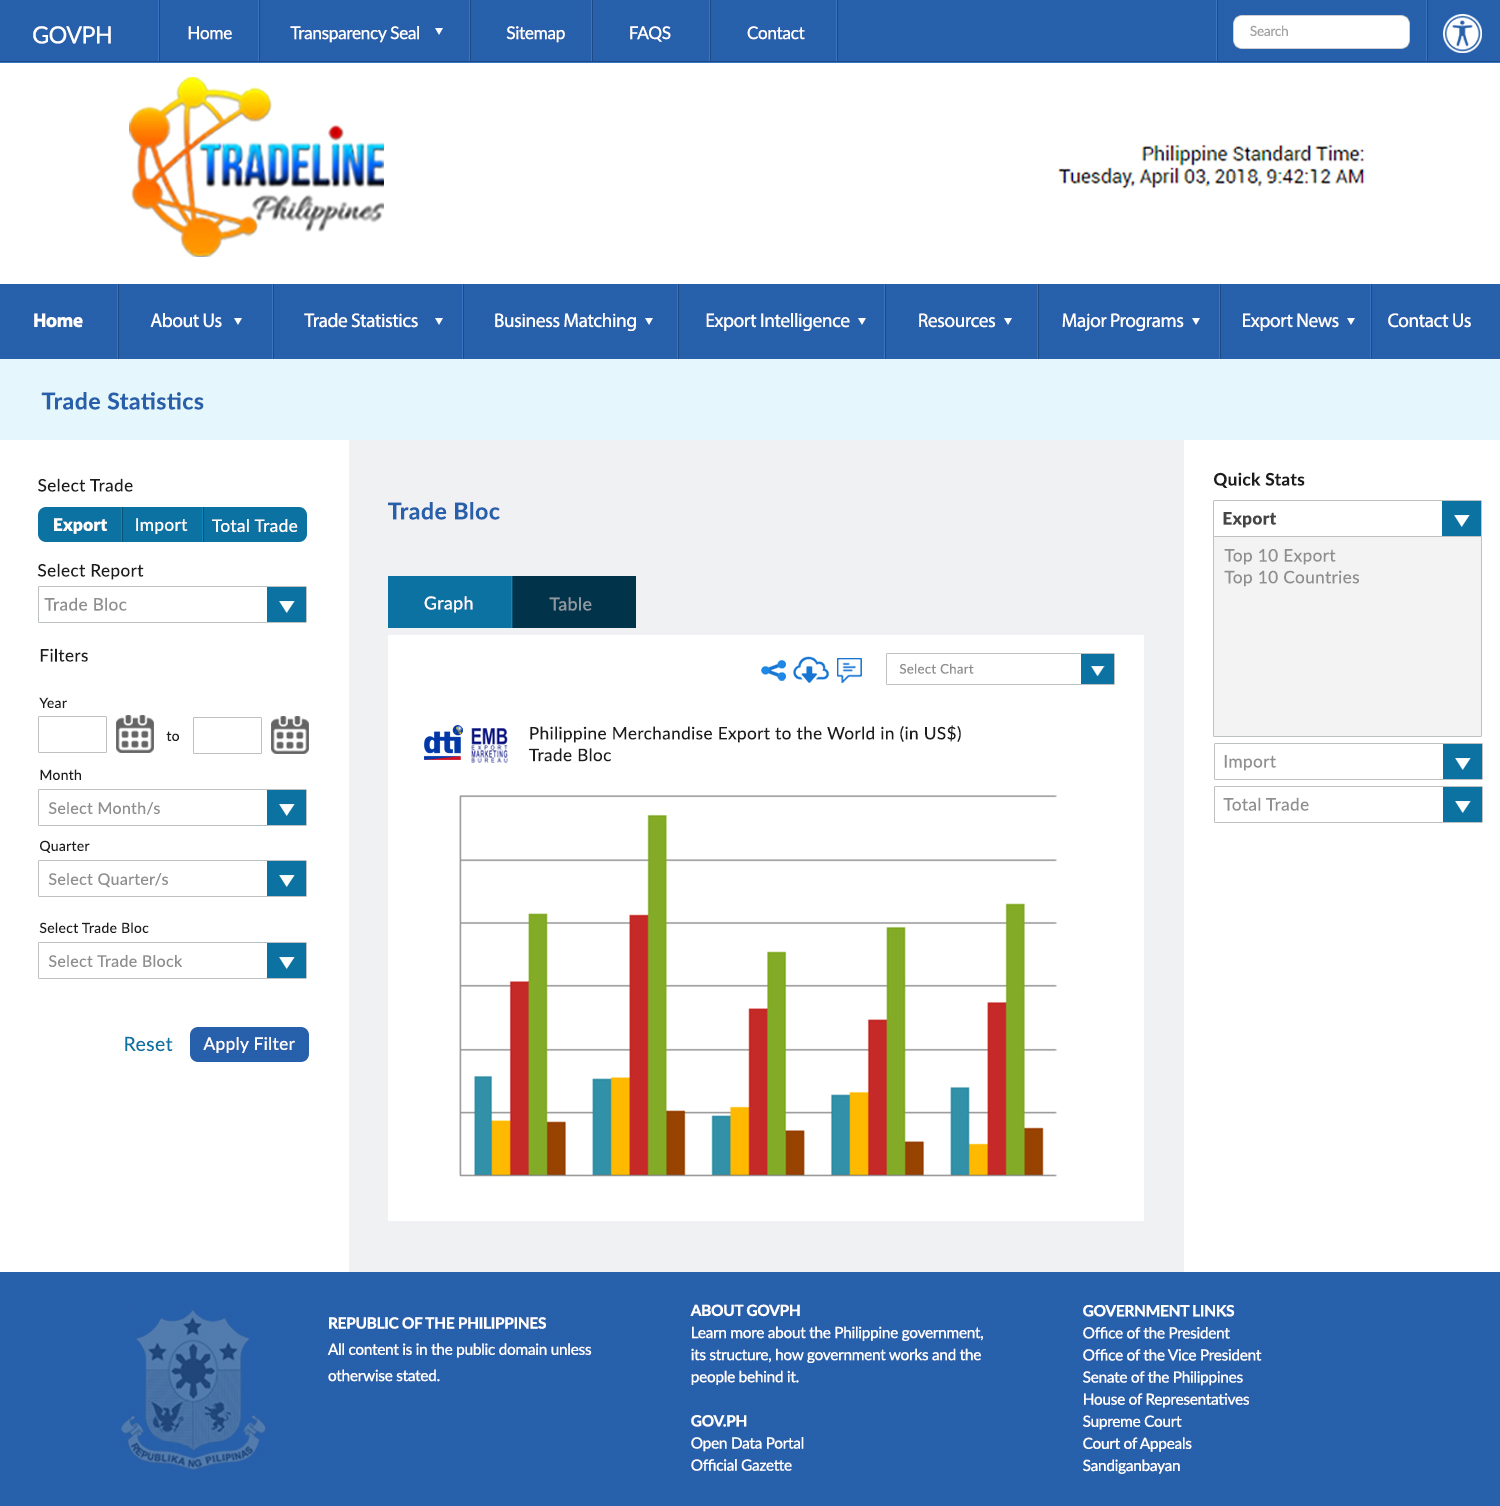 GOVPH
Home
Transparency Seal
Sitemap
FAQS
Contact
Search
TRADELINE
Philippines
Philippine Standard Time:
Tuesday, April 03, 2018, 9:42:12 AM
Home
About Us
Trade Statistics
Business Matching
Export Intelligence
Resources
Major Programs
Export News
Contact Us
Trade Statistics
Select Trade
Export
Import
Total Trade
Select Report
Trade Bloc
Filters
Year
to
Month
Select Month/s
Quarter
Select Quarter/s
Select Trade Bloc
Select Trade Block
Reset
Apply Filter
Trade Bloc
Graph
Table
Select Chart
dti
EMB
EXPORT
MARKETING
BUREAU
Philippine Merchandise Export to the World in (in US$)
Trade Bloc
Quick Stats
Export
Top 10 Export
Top 10 Countries
Import
Total Trade
REPUBLIKA NG PILIPINAS
REPUBLIC OF THE PHILIPPINES
All content is in the public domain unless
otherwise stated.
ABOUT GOVPH
Learn more about the Philippine government,
its structure, how government works and the
people behind it.
GOV.PH
Open Data Portal
Official Gazette
GOVERNMENT LINKS
Office of the President
Office of the Vice President
Senate of the Philippines
House of Representatives
Supreme Court
Court of Appeals
Sandiganbayan